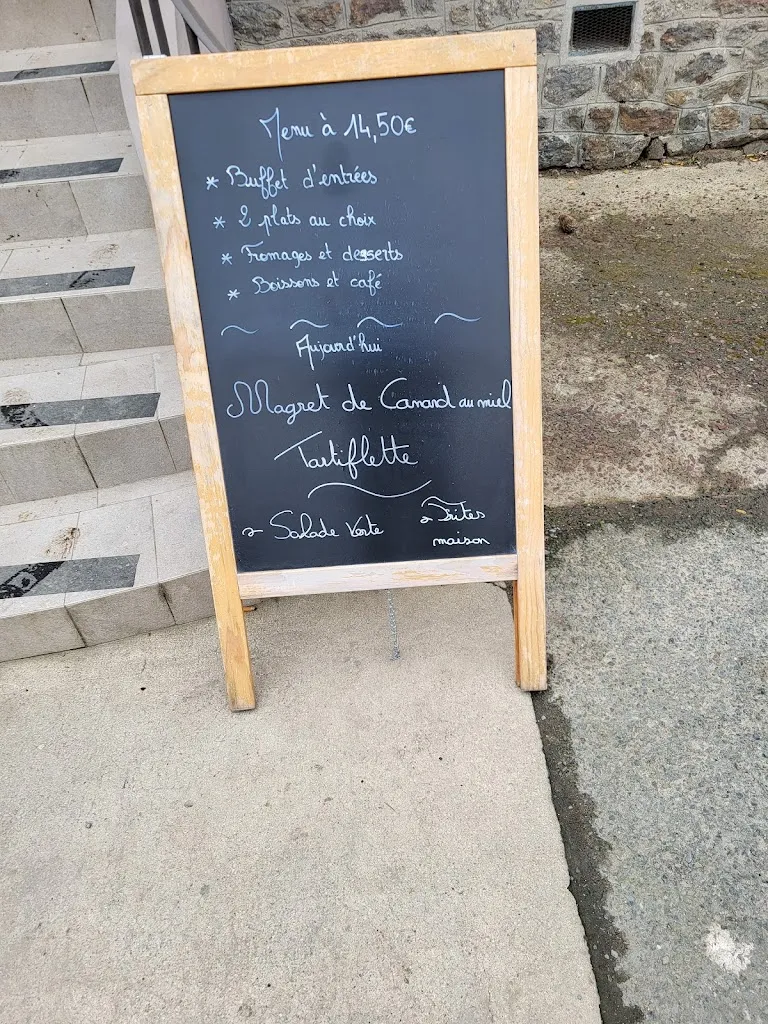 Menu à 14,50€
* Buffet d'entrées
* 2 plats au choix
* Fromages et desserts
* Boissons et café
Aujourd'hui
Magret de Canard au miel
Tartiflette
Salade Verte
Frites
maison